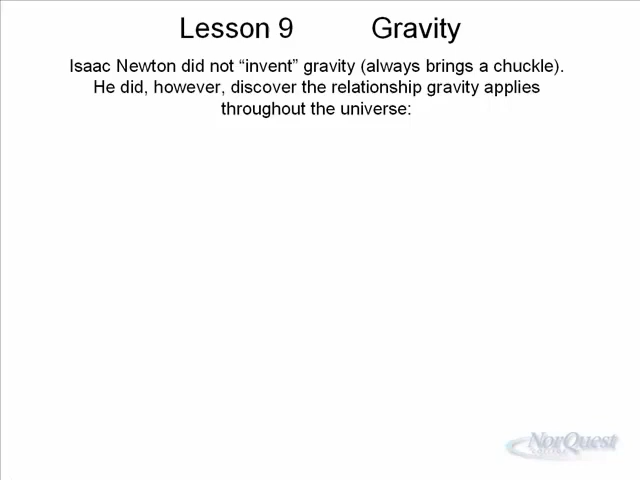 Lesson 9 Gravity
Isaac Newton did not “invent” gravity (always brings a chuckle).
He did, however, discover the relationship gravity applies
throughout the universe:
NorQuest